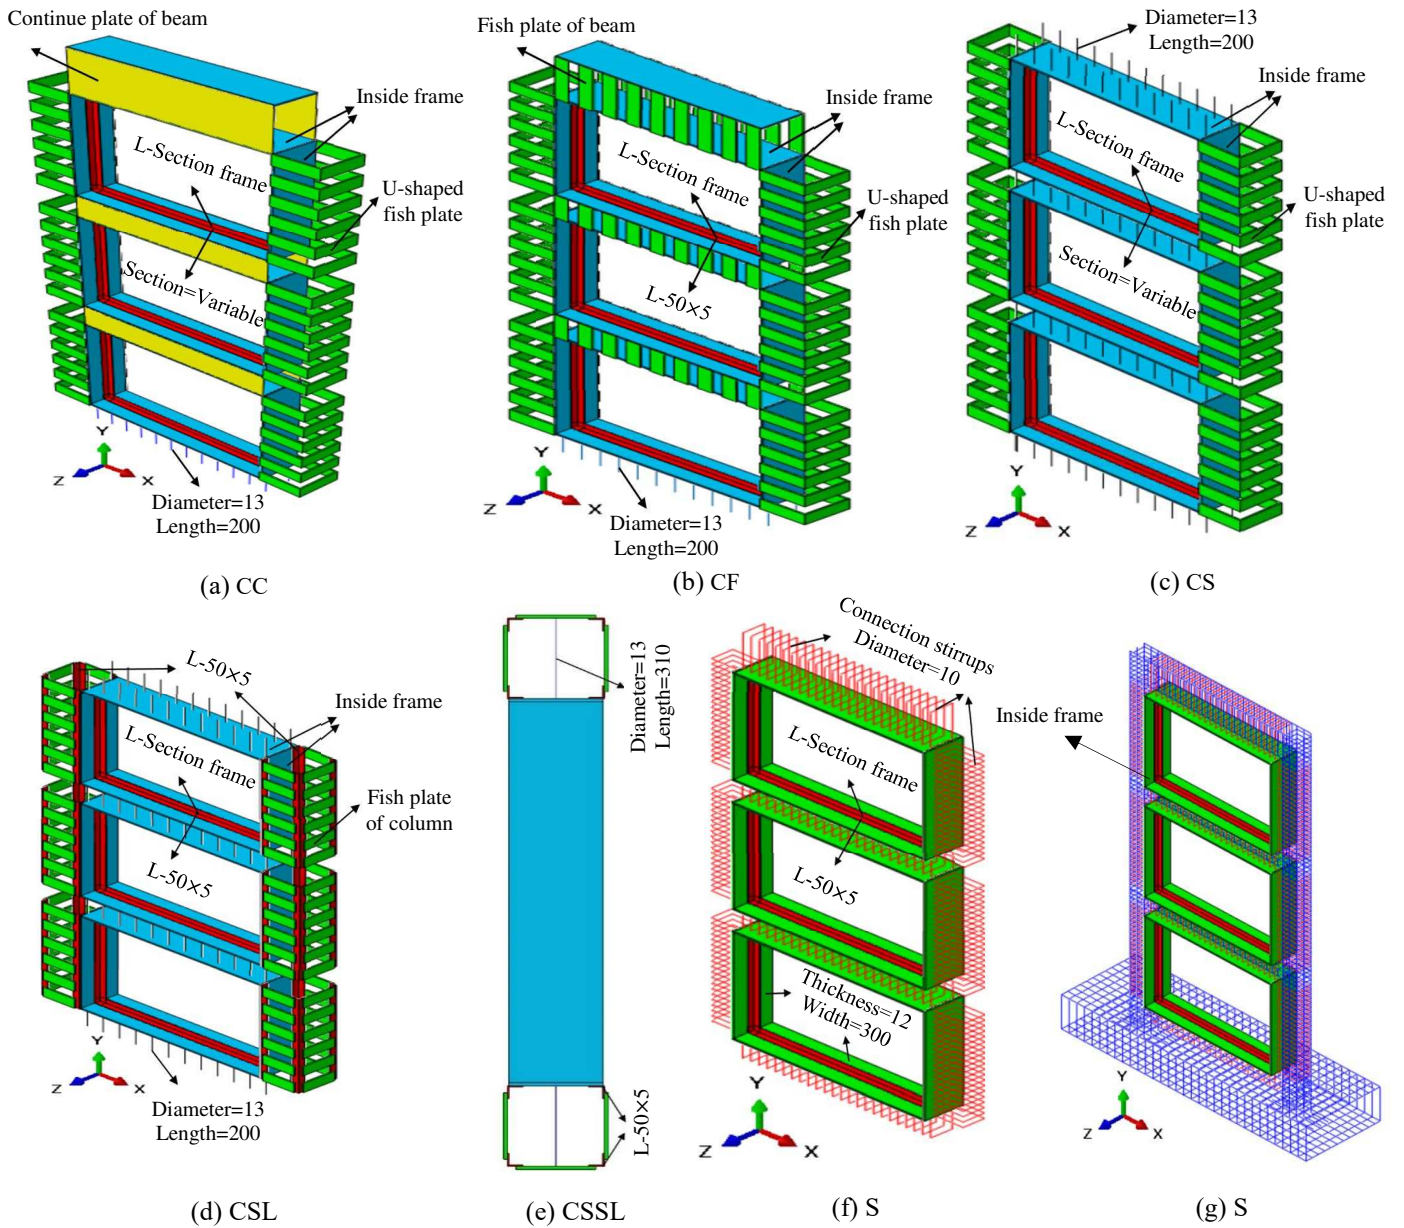 Continue plate of beam
Inside frame
L-Section frame
U-shaped
fish plate
Section=Variable
Y
Z
X
Diameter=13
Length=200
(a) CC
Fish plate of beam
Inside frame
L-Section frame
U-shaped
fish plate
L-50×5
Y
Z
X
Diameter=13
Length=200
(b) CF
Diameter=13
Length=200
Inside frame
L-Section frame
U-shaped
fish plate
Section=Variable
Y
Z
X
(c) CS
L-50×5
Inside frame
L-Section frame
Fish plate
of column
L-50×5
Y
Z
X
Diameter=13
Length=200
(d) CSL
Diameter=13
Length=310
L-50×5
(e) CSSL
Connection stirrups
Diameter=10
L-Section frame
L-50×5
Thickness=12
Width=300
Y
Z
X
(f) S
Inside frame
Y
Z
X
(g) S